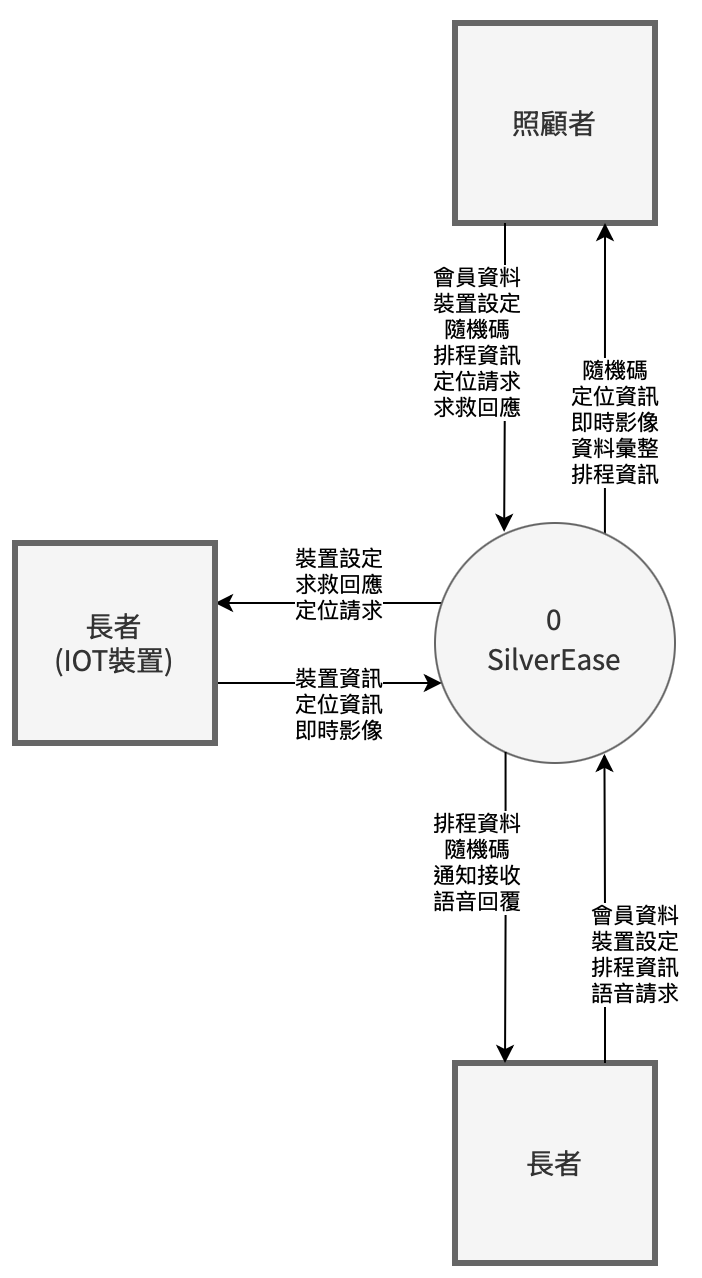 照顧者
會員資料
裝置設定
隨機碼
排程資訊
定位請求
求救回應
隨機碼
定位資訊
即時影像
資料彙整
排程資訊
裝置設定
求救回應
定位請求
長者
(IOT裝置)
0
SilverEase
裝置資訊
定位資訊
即時影像
排程資料
隨機碼
通知接收
語音回覆
會員資料
裝置設定
排程資訊
語音請求
長者